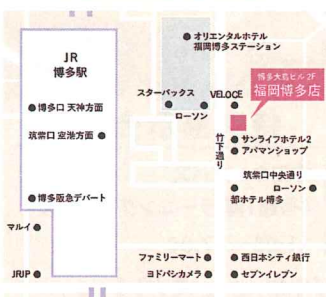 JR
博多駅
博多口 天神方面
筑紫口 空港方面
博多阪急デパート
マルイ
JRJP
オリエンタルホテル
福岡博多ステーション
スターバックス
ローソン
VELOCE
博多大島ビル 2F
福岡博多店
竹下通り
サンライフホテル2
アパマンショップ
筑紫口中央通り
ローソン
都ホテル博多
ファミリーマート
西日本シティ銀行
ヨドバシカメラ
セブンイレブン